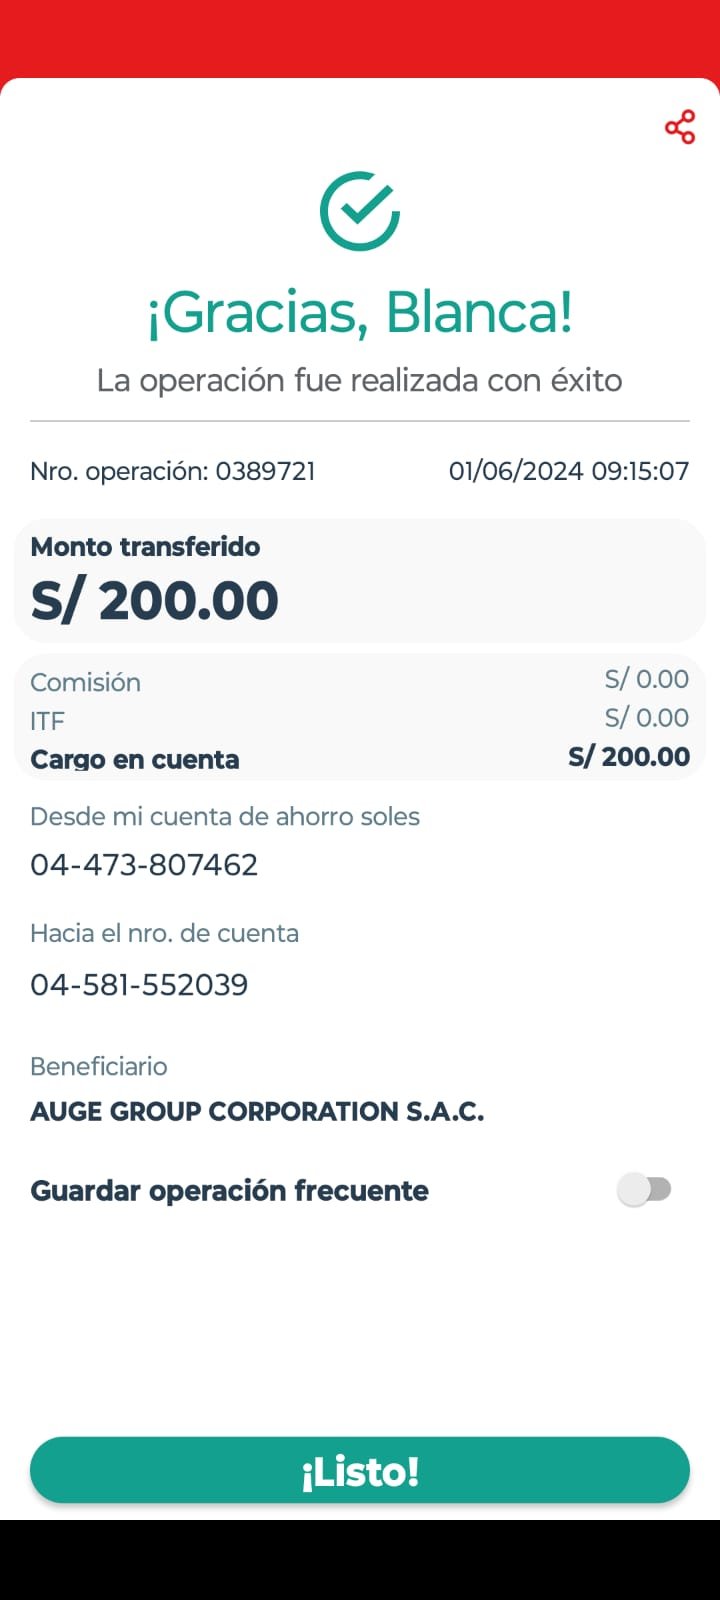 ¡Gracias, Blanca!
La operación fue realizada con éxito
Nro. operación: 0389721 01/06/2024 09:15:07
Monto transferido
S/ 200.00
Comisión S/ 0.00
ITF S/ 0.00
Cargo en cuenta S/ 200.00
Desde mi cuenta de ahorro soles
04-473-807462
Hacia el nro. de cuenta
04-581-552039
Beneficiario
AUGE GROUP CORPORATION S.A.C.
Guardar operación frecuente
¡Listo!